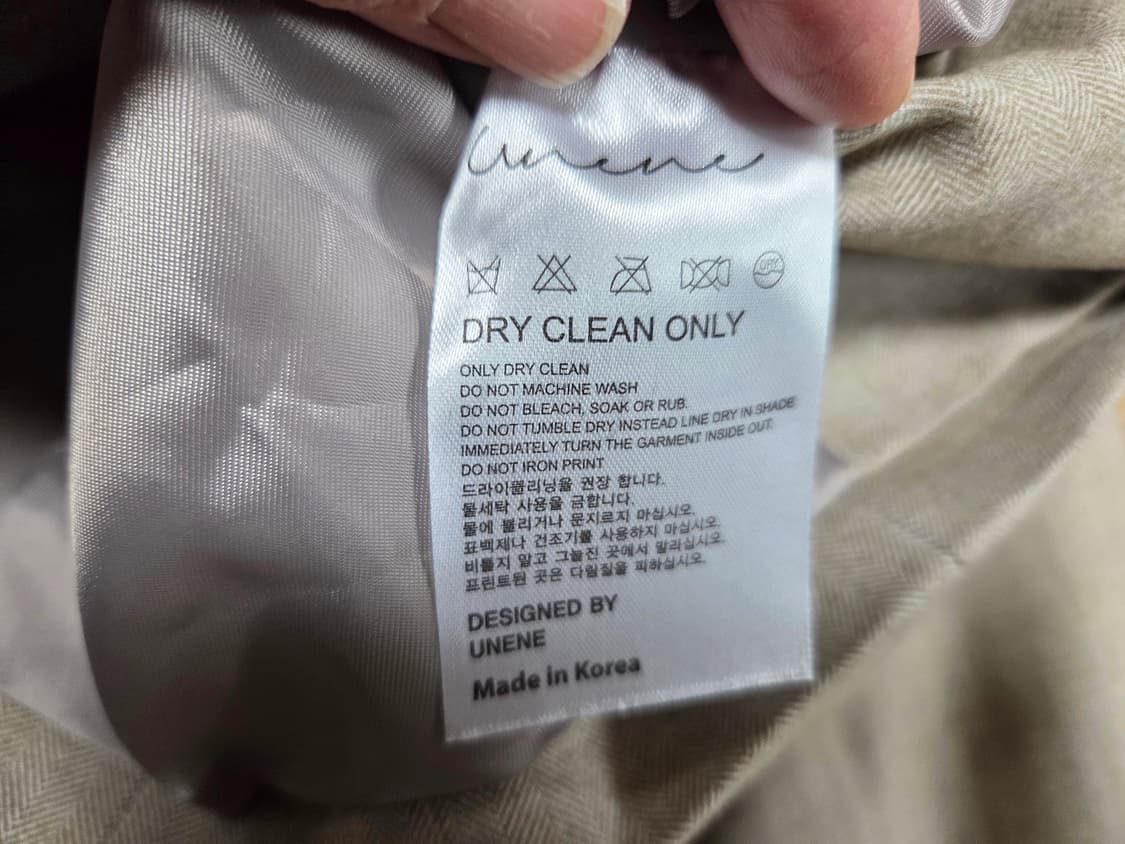 Unene
DRY
DRY CLEAN ONLY
ONLY DRY CLEAN
DO NOT MACHINE WASH
DO NOT BLEACH, SOAK OR RUB.
DO NOT TUMBLE DRY INSTEAD LINE DRY IN SHADE
IMMEDIATELY TURN THE GARMENT INSIDE OUT.
DO NOT IRON PRINT
드라이클리닝을 권장 합니다.
물세탁 사용을 금합니다.
물에 불리거나 문지르지 마십시오.
표백제나 건조기를 사용하지 마십시오.
비틀지 말고 그늘진 곳에서 말리십시오.
프린트된 곳은 다림질을 피하십시오.
DESIGNED BY
UNENE
Made in Korea